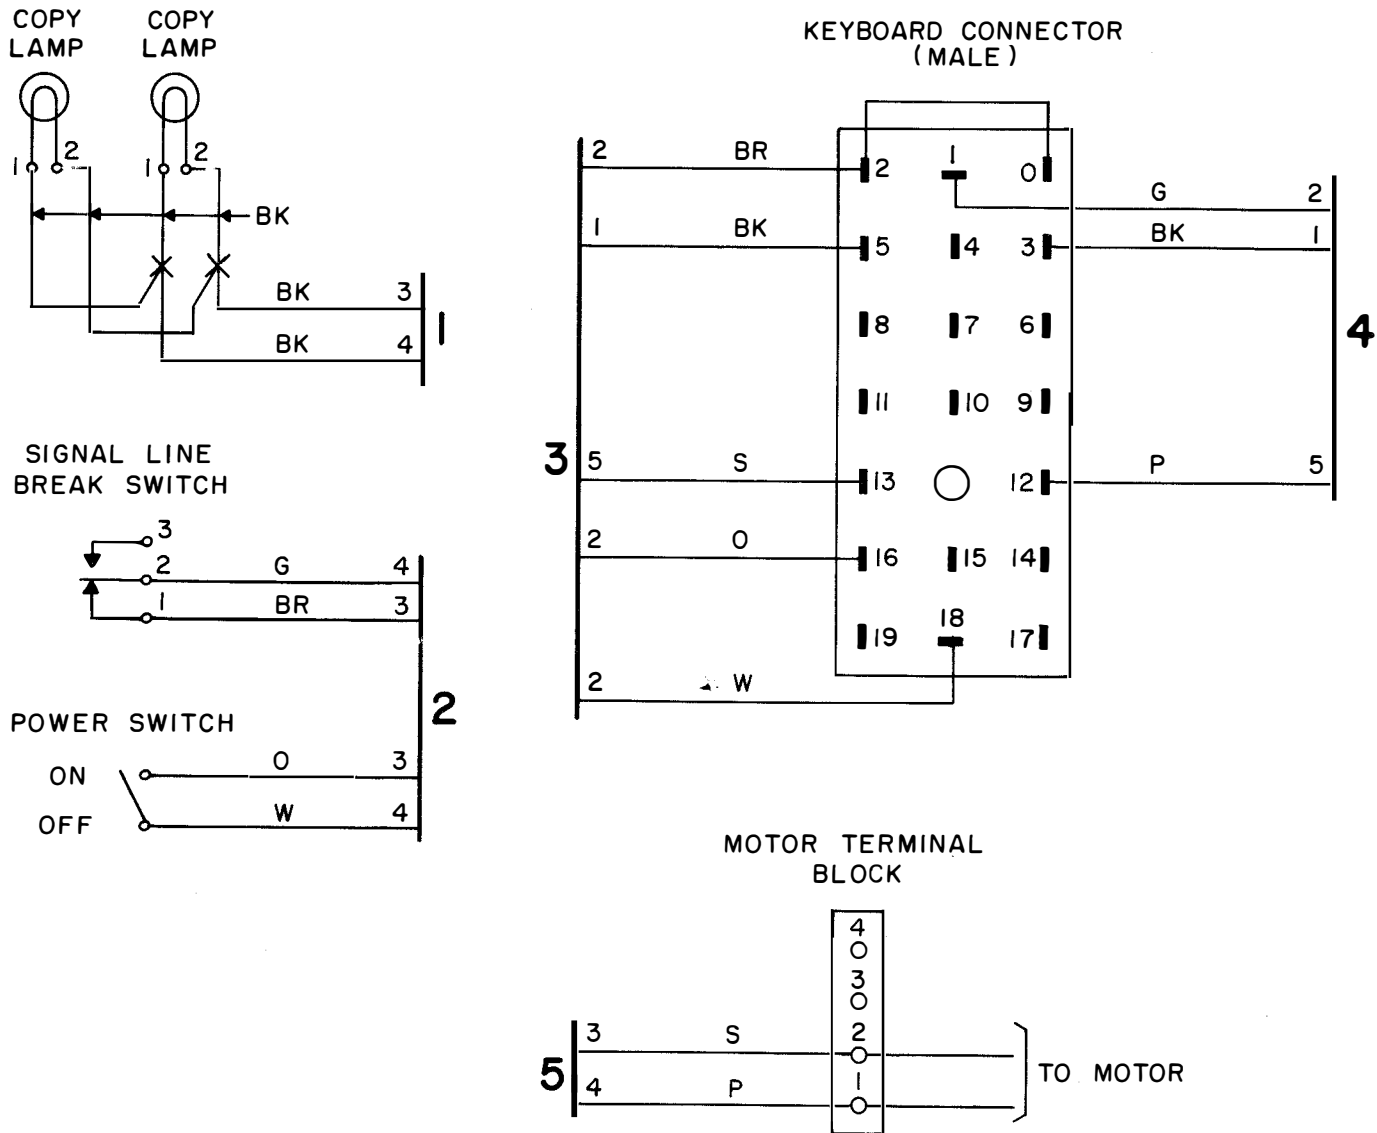 COPY
LAMP
COPY
LAMP
1 2 1 2
BK
BK 3
BK 4
1
SIGNAL LINE
BREAK SWITCH
3
2 G 4
1 BR 3
2
POWER SWITCH
ON O 3
OFF W 4
KEYBOARD CONNECTOR
(MALE)
2 BR 2 1 0
G 2
1 BK 5 4 3 BK 1
8 7 6
4
11 10 9
3
5 S 13 12 P 5
2 O 16 15 14
19 18 17
2 W
MOTOR TERMINAL
BLOCK
4
3
3 S 2
5
4 P 1
TO MOTOR